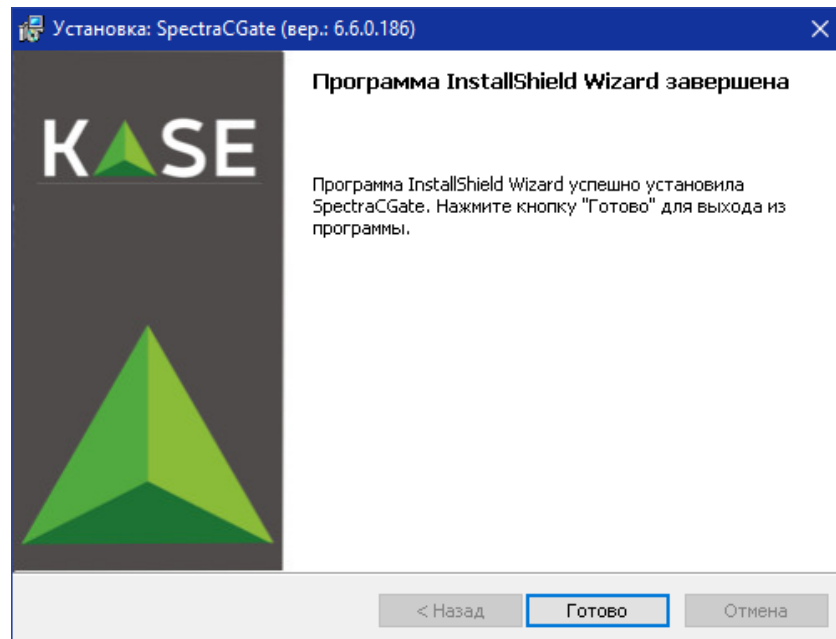 Установка: SpectraCGate (вер.: 6.6.0.186)
KASE
Программа InstallShield Wizard завершена
Программа InstallShield Wizard успешно установила
SpectraCGate. Нажмите кнопку "Готово" для выхода из
программы.
< Назад
Готово
Отмена